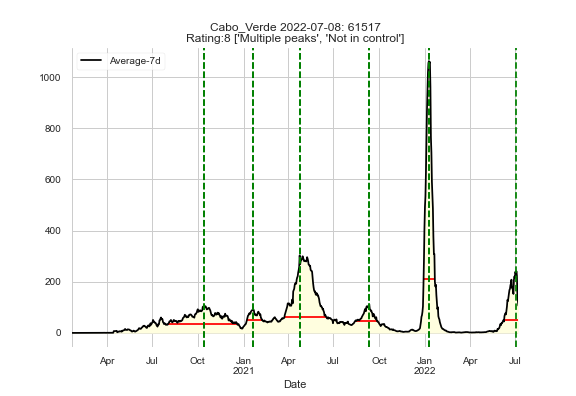 Cabo_Verde 2022-07-08: 61517
Rating:8 ['Multiple peaks', 'Not in control']
Average-7d
1000
800
600
400
200
0
Apr Jul Oct Jan Apr Jul Oct Jan Apr Jul
2021 2022
Date